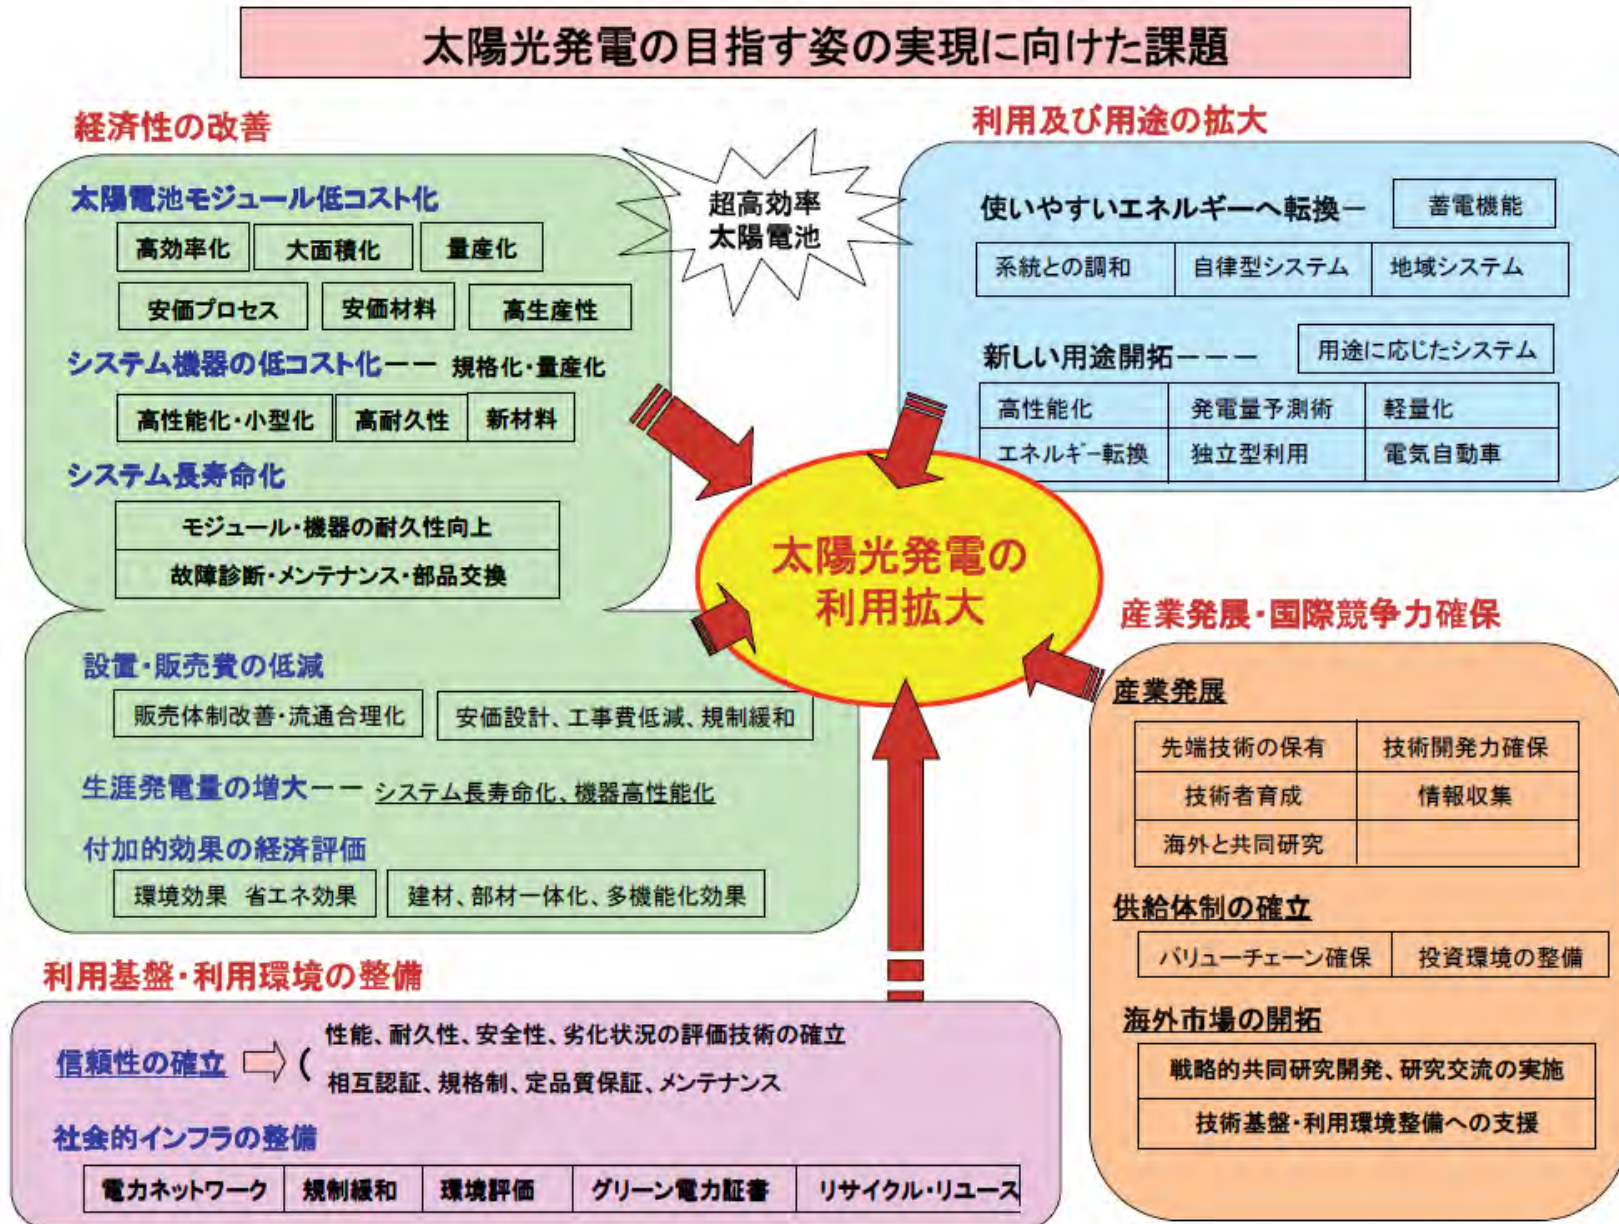 太陽光発電の目指す姿の実現に向けた課題
経済性の改善
太陽電池モジュール低コスト化
高効率化 大面積化 量産化
安価プロセス 安価材料 高生産性
システム機器の低コスト化ーー 規格化・量産化
高性能化・小型化 高耐久性 新材料
システム長寿命化
モジュール・機器の耐久性向上
故障診断・メンテナンス・部品交換
設置・販売費の低減
販売体制改善・流通合理化 安価設計、工事費低減、規制緩和
生涯発電量の増大ーー システム長寿命化、機器高性能化
付加的効果の経済評価
環境効果 省エネ効果 建材、部材一体化、多機能化効果
超高効率
太陽電池
利用及び用途の拡大
使いやすいエネルギーへ転換ー 蓄電機能
系統との調和 自律型システム 地域システム
新しい用途開拓ーーー 用途に応じたシステム
高性能化 発電量予測術 軽量化
エネルギー転換 独立型利用 電気自動車
太陽光発電の
利用拡大
産業発展・国際競争力確保
産業発展
先端技術の保有 技術開発力確保
技術者育成 情報収集
海外と共同研究
供給体制の確立
バリューチェーン確保 投資環境の整備
海外市場の開拓
戦略的共同研究開発、研究交流の実施
技術基盤・利用環境整備への支援
利用基盤・利用環境の整備
信頼性の確立 (
性能、耐久性、安全性、劣化状況の評価技術の確立
相互認証、規格制、定品質保証、メンテナンス
社会的インフラの整備
電力ネットワーク 規制緩和 環境評価 グリーン電力証書 リサイクル・リユース